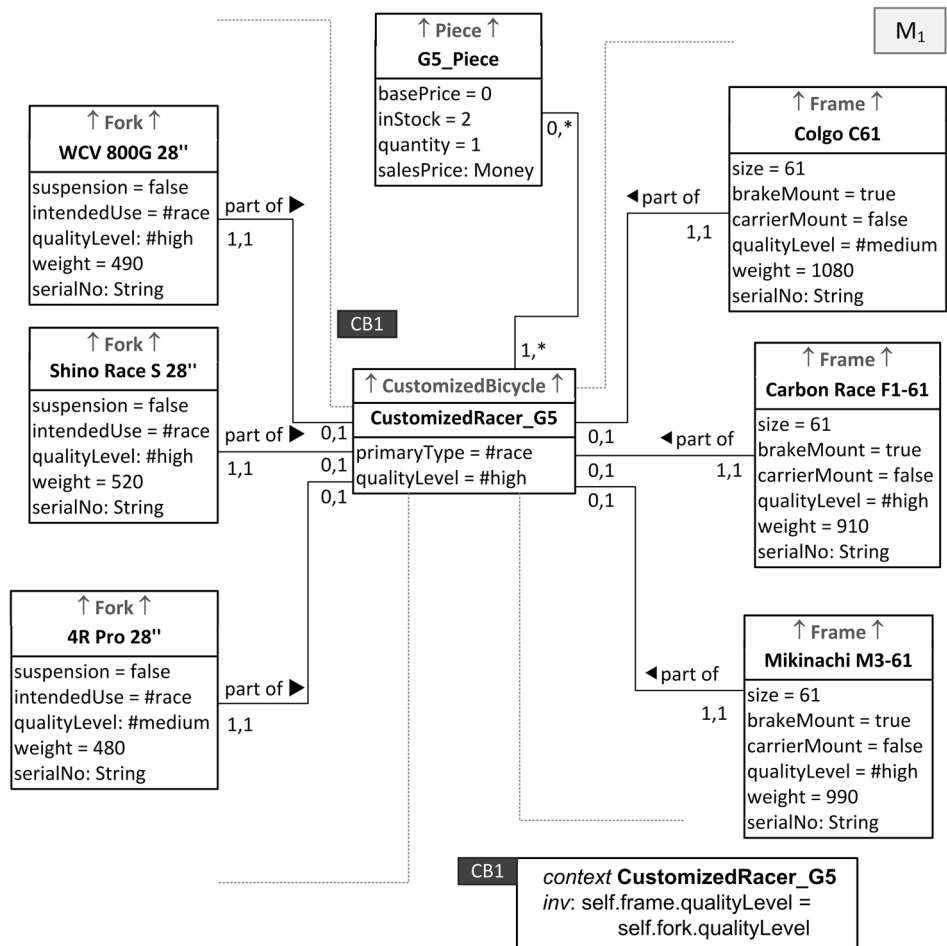 M₁
↑ Piece ↑
G5_Piece
basePrice = 0
inStock = 2
quantity = 1
salesPrice: Money
0,*
1,*
↑ Fork ↑
WCV 800G 28''
suspension = false
intendedUse = #race
qualityLevel: #high
weight = 490
serialNo: String
part of ▶
1,1
0,1
↑ Fork ↑
Shino Race S 28''
suspension = false
intendedUse = #race
qualityLevel: #high
weight = 520
serialNo: String
part of ▶
1,1
0,1
↑ Fork ↑
4R Pro 28''
suspension = false
intendedUse = #race
qualityLevel: #medium
weight = 480
serialNo: String
part of ▶
1,1
0,1
CB1
↑ CustomizedBicycle ↑
CustomizedRacer_G5
primaryType = #race
qualityLevel = #high
↑ Frame ↑
Colgo C61
size = 61
brakeMount = true
carrierMount = false
qualityLevel = #medium
weight = 1080
serialNo: String
◀part of
1,1
0,1
↑ Frame ↑
Carbon Race F1-61
size = 61
brakeMount = true
carrierMount = false
qualityLevel = #high
weight = 910
serialNo: String
◀part of
1,1
0,1
↑ Frame ↑
Mikinachi M3-61
size = 61
brakeMount = true
carrierMount = false
qualityLevel = #high
weight = 990
serialNo: String
◀part of
1,1
0,1
CB1
context CustomizedRacer_G5
inv: self.frame.qualityLevel =
self.fork.qualityLevel